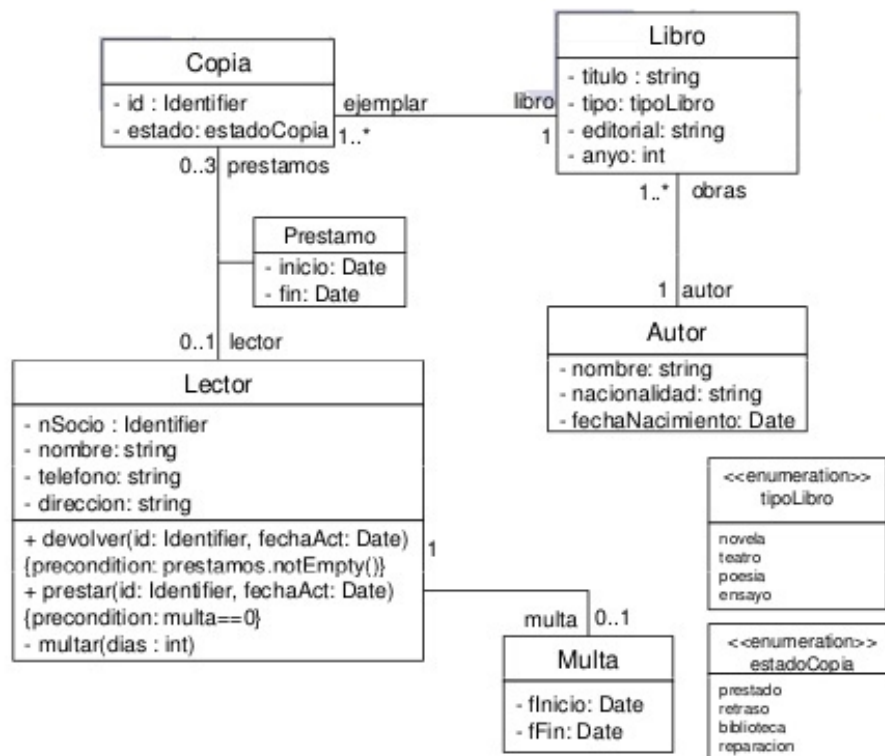 Copia
- id : Identifier
- estado: estadoCopia
ejemplar
1..*
libro
1
Libro
- titulo : string
- tipo: tipoLibro
- editorial: string
- anyo: int
0..3 prestamos
1..* obras
Prestamo
- inicio: Date
- fin: Date
1 autor
0..1 lector
Autor
- nombre: string
- nacionalidad: string
- fechaNacimiento: Date
Lector
- nSocio : Identifier
- nombre: string
- telefono: string
- direccion: string
+ devolver(id: Identifier, fechaAct: Date)
{precondition: prestamos.notEmpty()}
+ prestar(id: Identifier, fechaAct: Date)
{precondition: multa==0}
- multar(dias : int)
1
multa
0..1
Multa
- fInicio: Date
- fFin: Date
<<enumeration>>
tipoLibro
novela
teatro
poesia
ensayo
<<enumeration>>
estadoCopia
prestado
retraso
biblioteca
reparacion